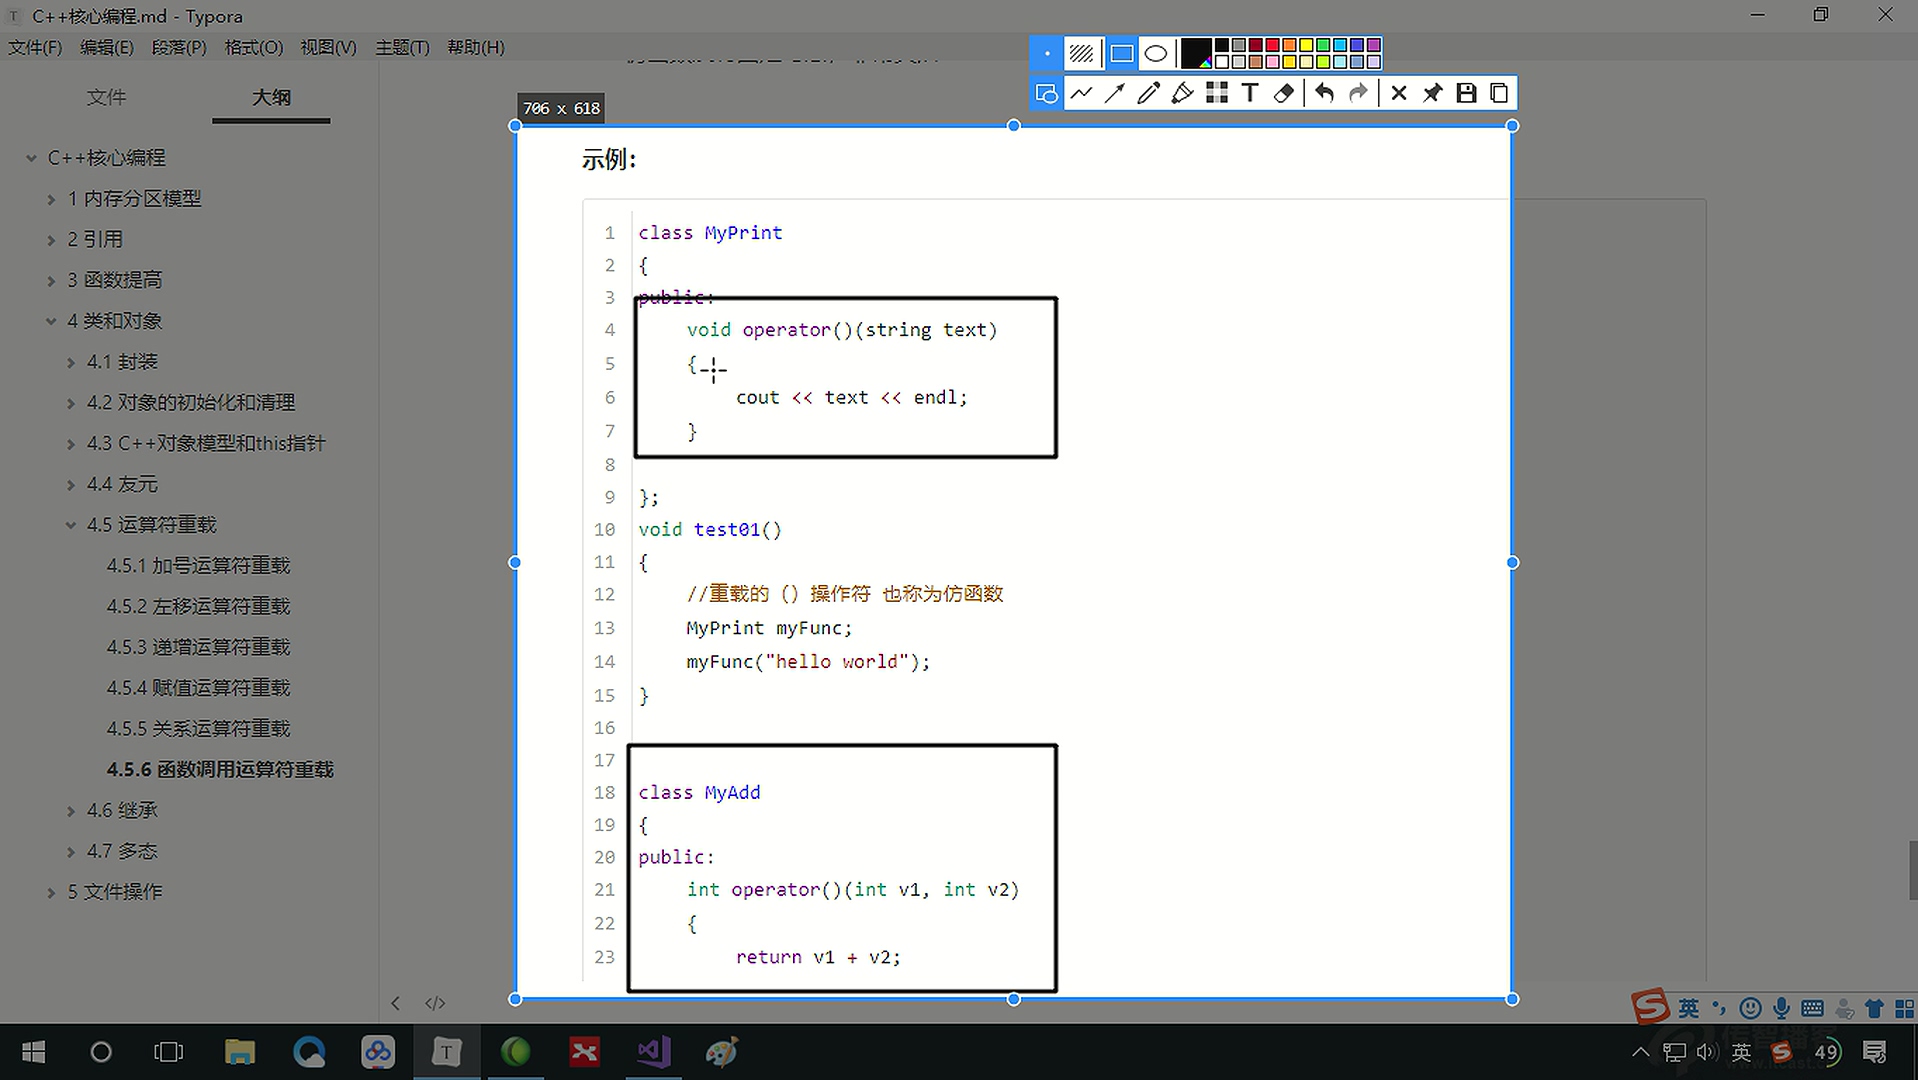 C++核心编程.md - Typora
文件(F) 编辑(E) 段落(P) 格式(O) 视图(V) 主题(T) 帮助(H)
文件 大纲
C++核心编程
1 内存分区模型
2 引用
3 函数提高
4 类和对象
4.1 封装
4.2 对象的初始化和清理
4.3 C++对象模型和this指针
4.4 友元
4.5 运算符重载
4.5.1 加号运算符重载
4.5.2 左移运算符重载
4.5.3 递增运算符重载
4.5.4 赋值运算符重载
4.5.5 关系运算符重载
4.5.6 函数调用运算符重载
4.6 继承
4.7 多态
5 文件操作
706 x 618
示例：
1 class MyPrint
2 {
3 public:
4 void operator()(string text)
5 {
6 cout << text << endl;
7 }
8
9 };
10 void test01()
11 {
12 //重载的（）操作符 也称为仿函数
13 MyPrint myFunc;
14 myFunc("hello world");
15 }
16
17
18 class MyAdd
19 {
20 public:
21 int operator()(int v1, int v2)
22 {
23 return v1 + v2;
英
英 49